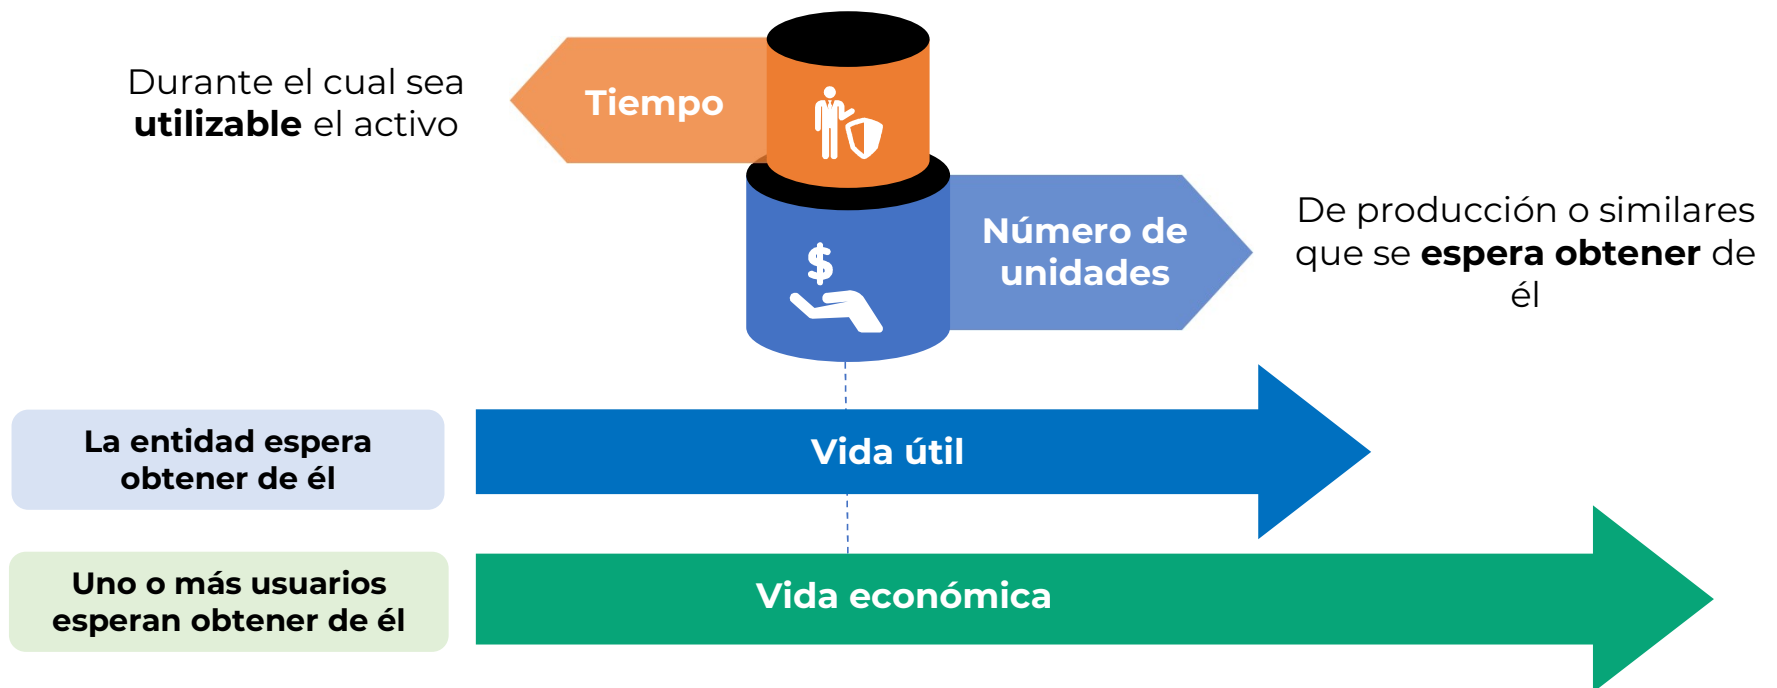 Durante el cual sea
utilizable el activo
Tiempo
Número de
unidades
De producción o similares
que se espera obtener de
él
$
La entidad espera
obtener de él
Vida útil
Uno o más usuarios
esperan obtener de él
Vida económica